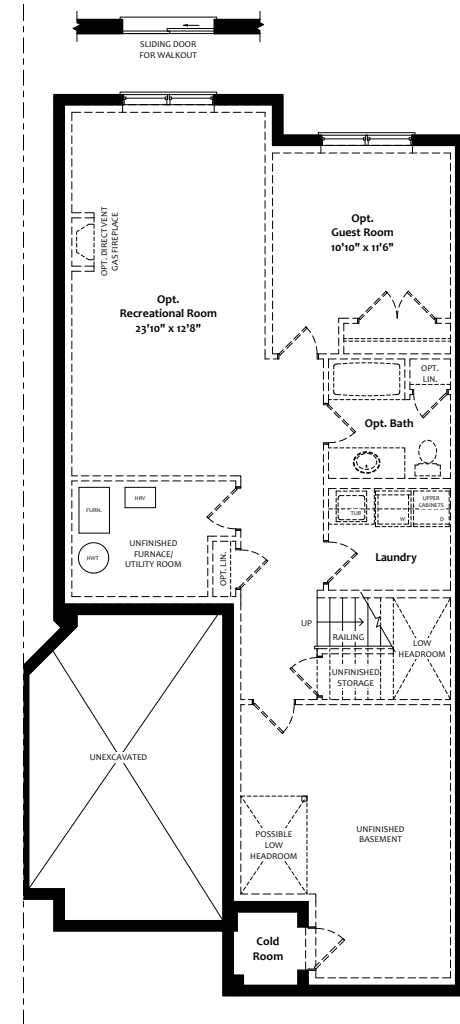 SLIDING DOOR
FOR WALKOUT
Opt.
Guest Room
10'10" x 11'6"
OPT. DIRECT VENT
GAS FIREPLACE
Opt.
Recreational Room
23'10" x 12'8"
OPT.
LIN.
Opt. Bath
FURN.
HRV
UPPER
CABINETS
TUB
W
D
UNFINISHED
FURNACE/
UTILITY ROOM
HWT
OPT. LIN.
Laundry
UP
RAILING
LOW
HEADROOM
UNFINISHED
STORAGE
UNEXCAVATED
POSSIBLE
LOW
HEADROOM
UNFINISHED
BASEMENT
Cold
Room